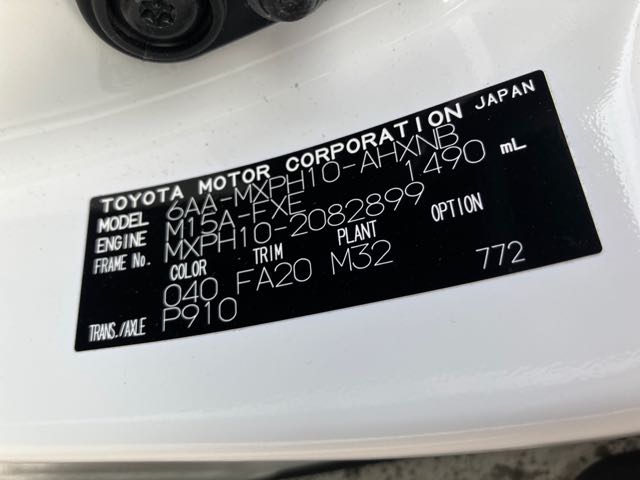 TOYOTA MOTOR CORPORATION JAPAN
MODEL 6AA-MXPH10-AHXNB
ENGINE M15A-FXE 1490 mL
FRAME No. MXPH10-2082899
COLOR TRIM PLANT OPTION
040 FA20 M32 772
TRANS./AXLE P910